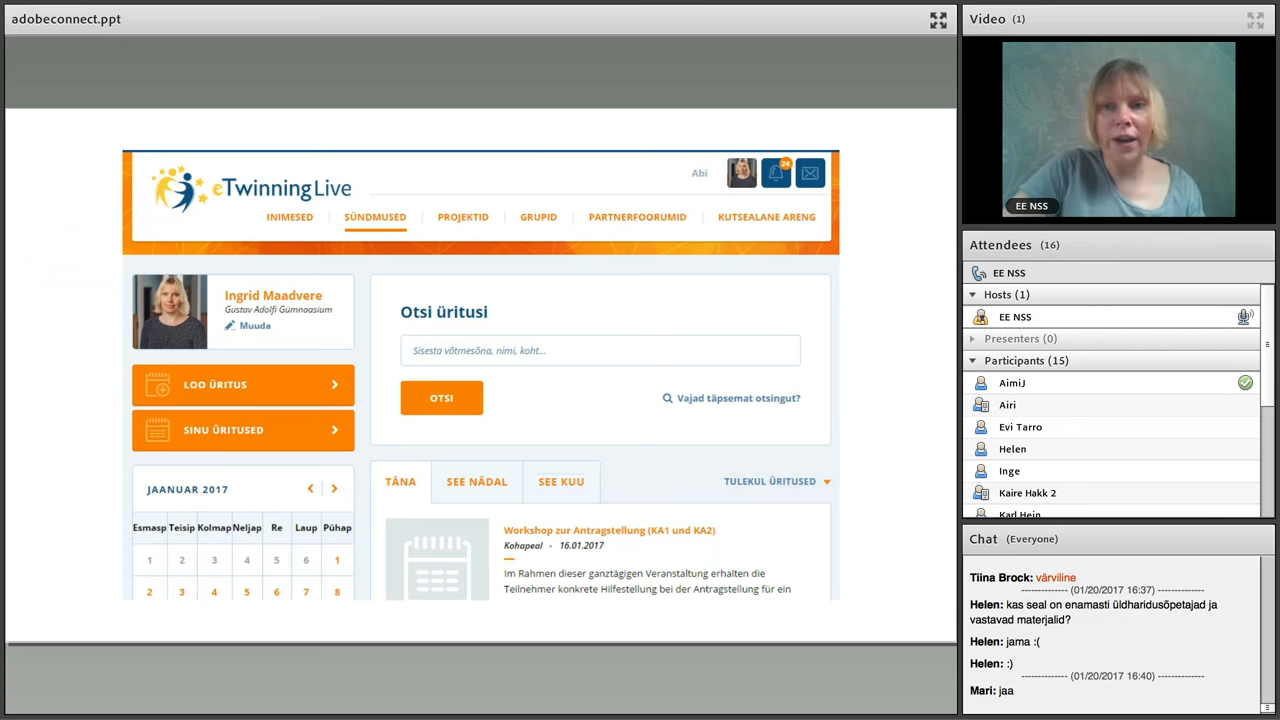 adobeconnect.ppt
eTwinningLive
Abi
24
INIMESED
SÜNDMUSED
PROJEKTID
GRUPID
PARTNERFOORUMID
KUTSEALANE ARENG
Ingrid Maadvere
Gustav Adolfi Gümnaasium
Muuda
LOO ÜRITUS
SINU ÜRITUSED
JAANUAR 2017
Esmasp Teisip Kolmap Neljap Re Laup Pühap
1 2 3 4 5 6 1
2 3 4 5 6 7 8
Otsi üritusi
Sisesta võtmesõna, nimi, koht...
OTSI
Vajad täpsemat otsingut?
TÄNA
SEE NÄDAL
SEE KUU
TULEKUL ÜRITUSED
Workshop zur Antragstellung (KA1 und KA2)
Kohapeal - 16.01.2017
Im Rahmen dieser ganztägigen Veranstaltung erhalten die
Teilnehmer konkrete Hilfestellung bei der Antragstellung für ein
Video (1)
EE NSS
Attendees (16)
EE NSS
Hosts (1)
EE NSS
Presenters (0)
Participants (15)
AimiJ
Airi
Evi Tarro
Helen
Inge
Kaire Hakk 2
Karl Hein
Chat (Everyone)
Tiina Brock: värviline
-------------- (01/20/2017 16:37) --------------
Helen: kas seal on enamasti üldharidusõpetajad ja
vastavad materjalid?
Helen: jama :(
Helen: :)
-------------- (01/20/2017 16:40) --------------
Mari: jaa